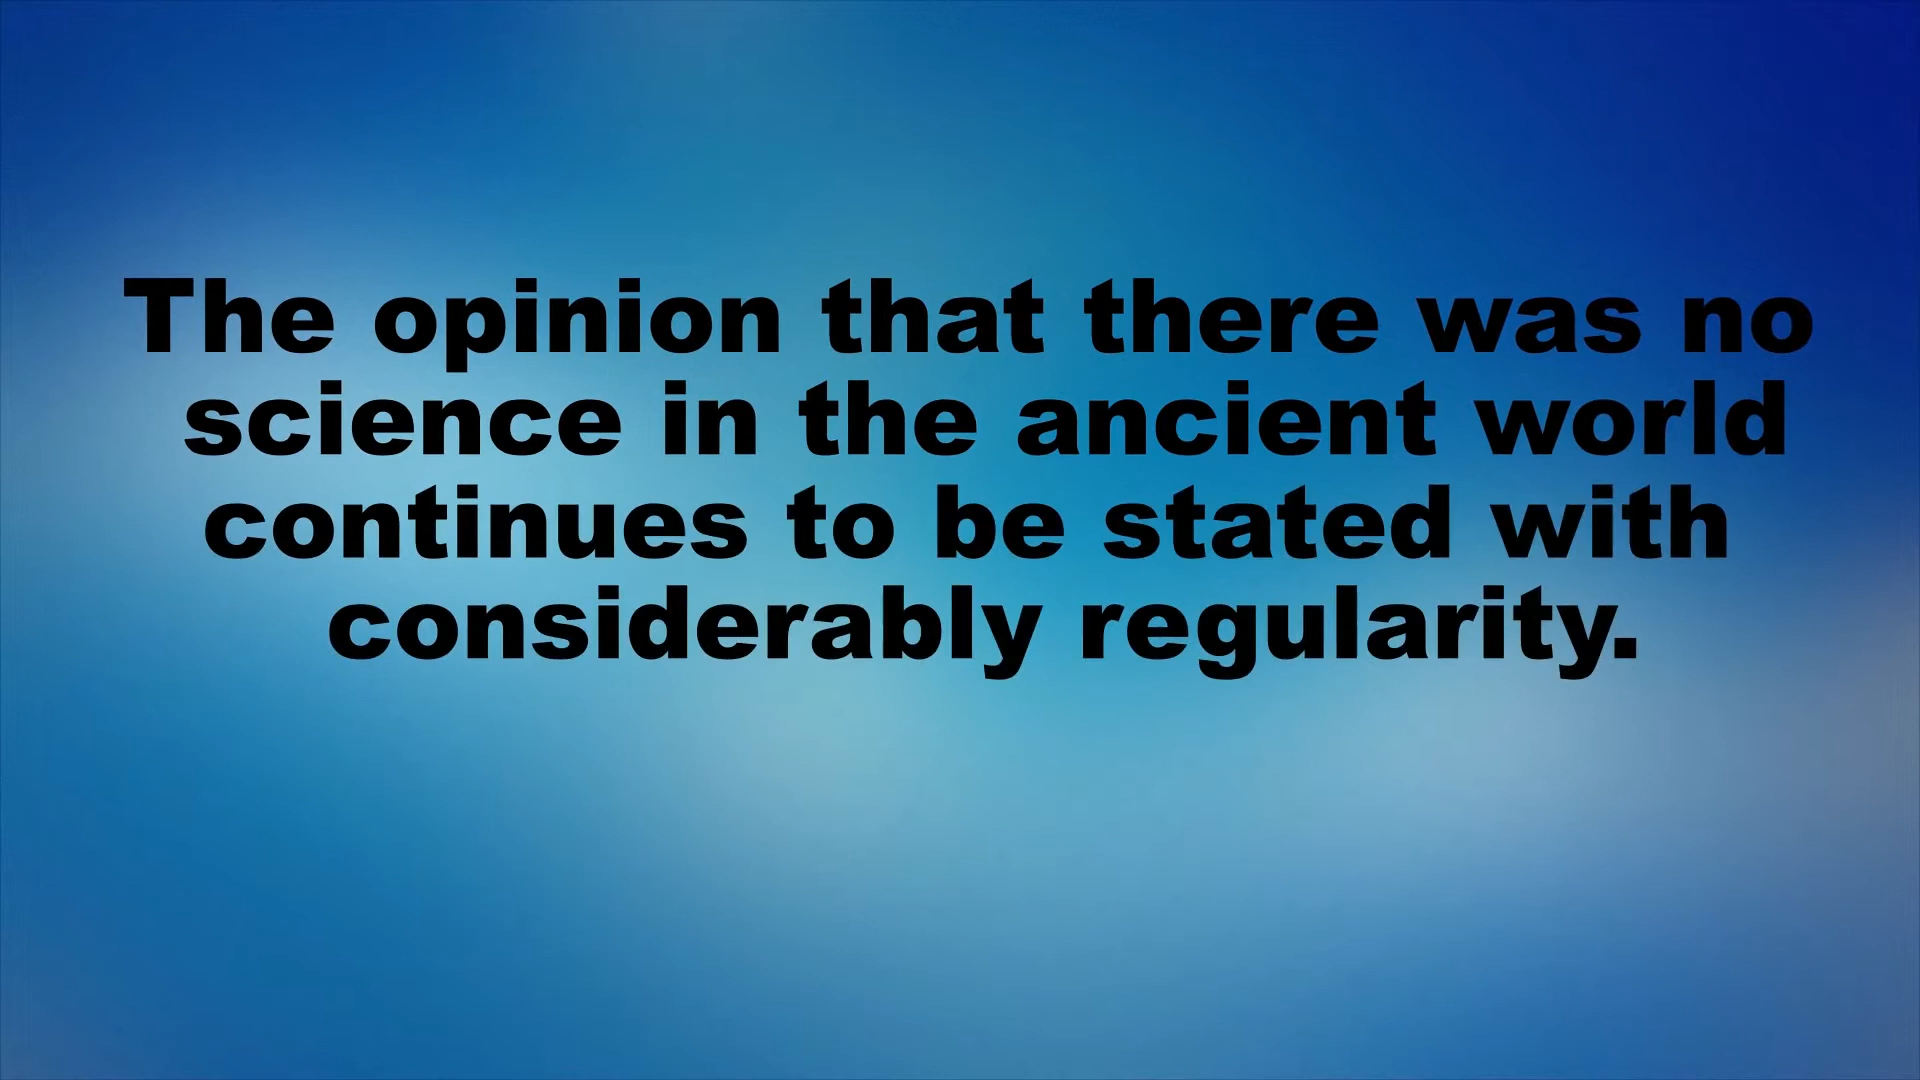 The opinion that there was no
science in the ancient world
continues to be stated with
considerably regularity.